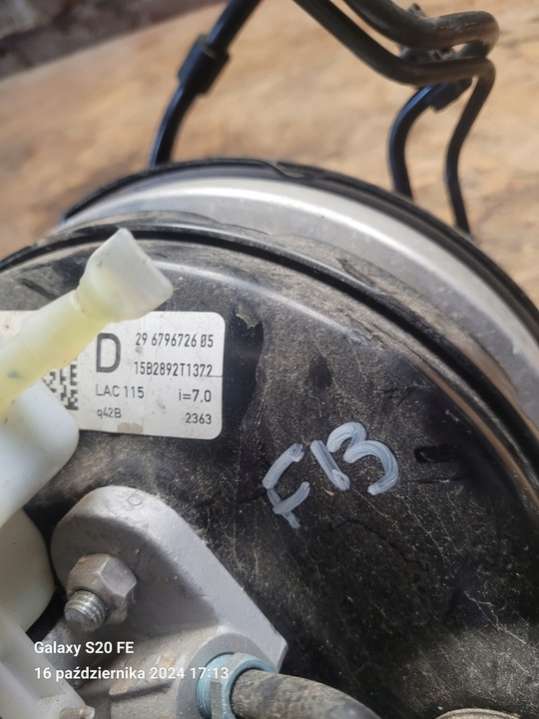 D
29 6796726 05
15B2892T1372
LAC 115 i=7.0
q42B 2363
F13
Galaxy S20 FE
16 października 2024 17:13